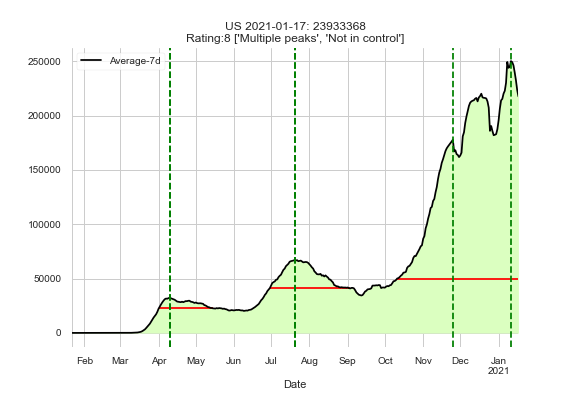 US 2021-01-17: 23933368
Rating:8 ['Multiple peaks', 'Not in control']
Average-7d
250000
200000
150000
100000
50000
0
Feb Mar Apr May Jun Jul Aug Sep Oct Nov Dec Jan
2021
Date